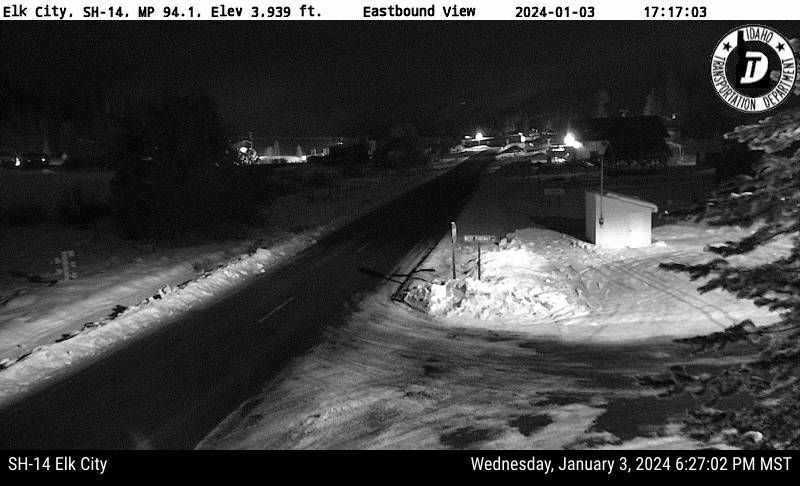 Elk City, SH-14, MP 94.1, Elev 3,939 ft. Eastbound View 2024-01-03 17:17:03
IDAHO
TRANSPORTATION DEPARTMENT
SH-14 Elk City Wednesday, January 3, 2024 6:27:02 PM MST